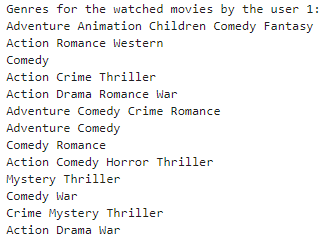 Genres for the watched movies by the user 1:
Adventure Animation Children Comedy Fantasy
Action Romance Western
Comedy
Action Crime Thriller
Action Drama Romance War
Adventure Comedy Crime Romance
Adventure Comedy
Comedy Romance
Action Comedy Horror Thriller
Mystery Thriller
Comedy War
Crime Mystery Thriller
Action Drama War